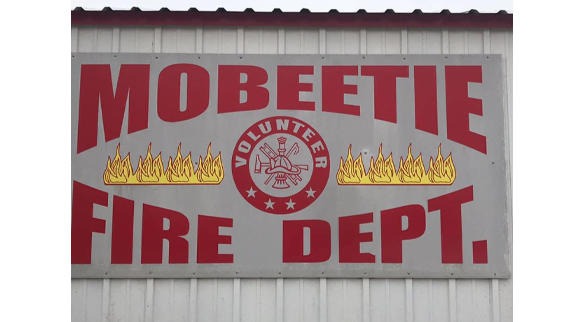 MOBEETIE
VOLUNTEER
FIRE DEPT.